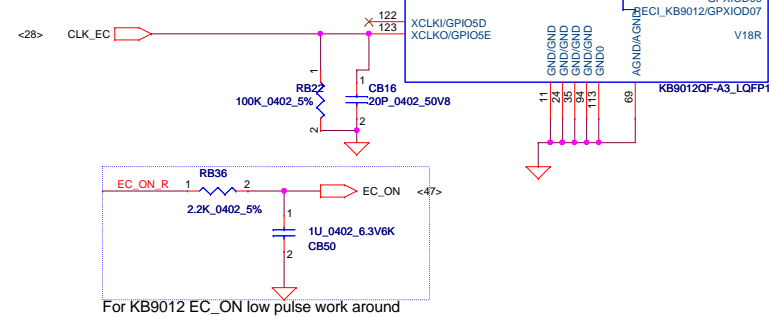 GPXIOD06
PECI_KB9012/GPXIOD07
122
XCLKI/GPIO5D
123
XCLKO/GPIO5E
<28>
CLK_EC
V18R
GND/GND
GND/GND
GND/GND
GND/GND
GND0
AGND/AGND
KB9012QF-A3_LQFP1
11
24
35
94
113
69
1
RB22
100K_0402_5%
2
1
CB16
20P_0402_50V8
2
EC_ON_R
1
RB36
2
2.2K_0402_5%
EC_ON
<47>
1
1U_0402_6.3V6K
CB50
2
For KB9012 EC_ON low pulse work around